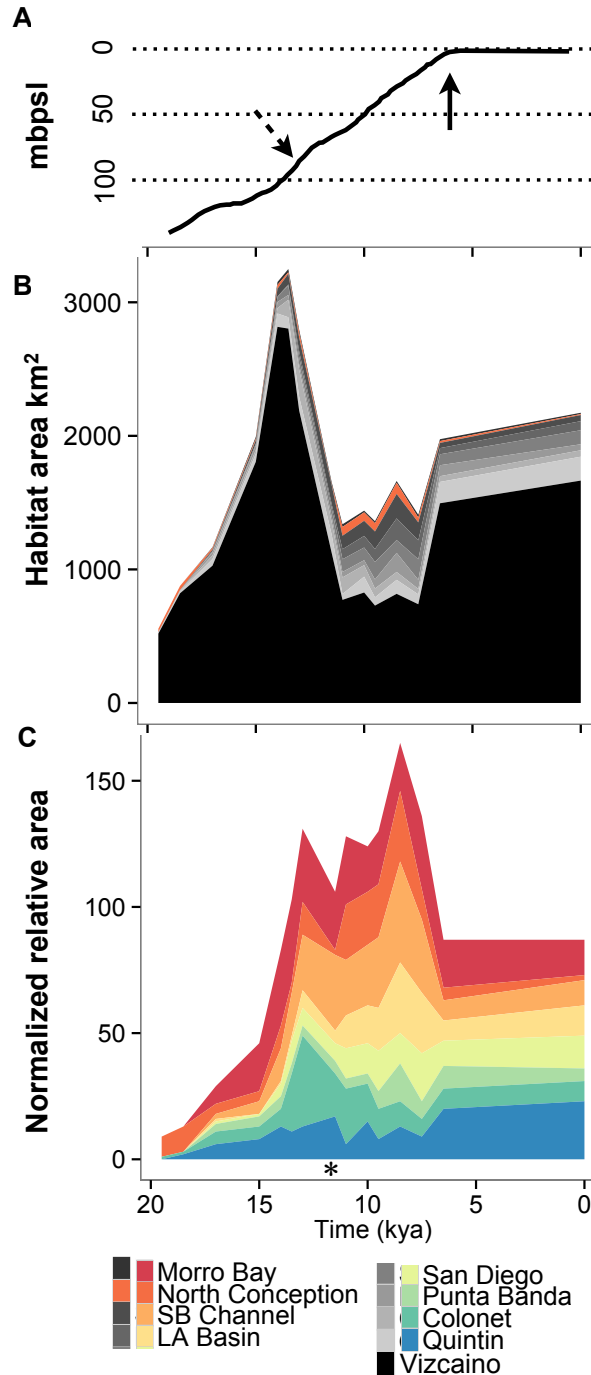 A
0
50
100
mbpsl
B
3000
2000
1000
0
Habitat area km²
C
150
100
50
0
Normalized relative area
*
20 15 10 5 0
Time (kya)
Morro Bay
North Conception
SB Channel
LA Basin
San Diego
Punta Banda
Colonet
Quintin
Vizcaino